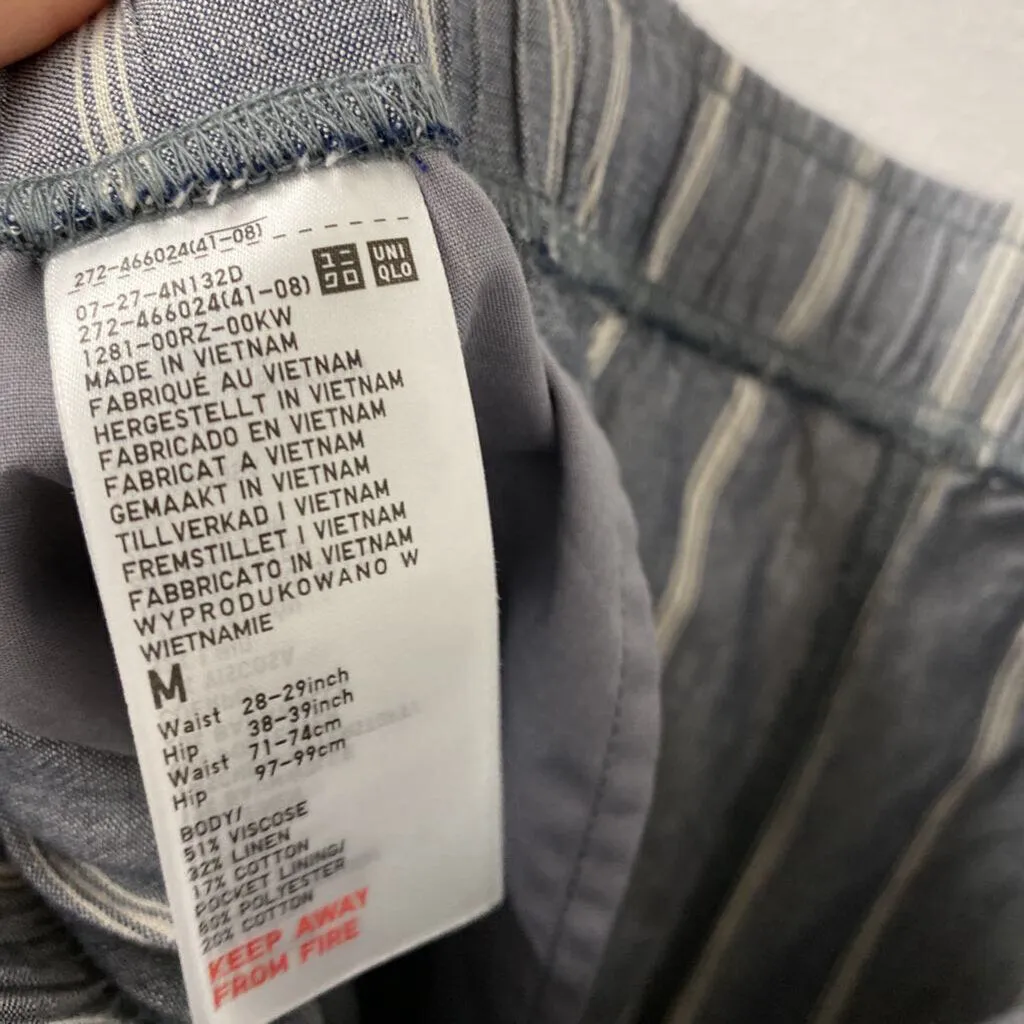 272-466024(41-08)
ユニクロ UNIQLO
07-27-4N132D
272-466024(41-08)
1281-00RZ-00KW
MADE IN VIETNAM
FABRIQUÉ AU VIETNAM
HERGESTELLT IN VIETNAM
FABRICADO EN VIETNAM
FABRICAT A VIETNAM
GEMAAKT IN VIETNAM
TILLVERKAD I VIETNAM
FREMSTILLET I VIETNAM
FABBRICATO IN VIETNAM
WYPRODUKOWANO W
WIETNAMIE
M
Waist 28-29inch
Hip 38-39inch
Waist 71-74cm
Hip 97-99cm
BODY/
51% VISCOSE
32% LINEN
17% COTTON
POCKET LINING/
80% POLYESTER
20% COTTON
KEEP AWAY
FROM FIRE